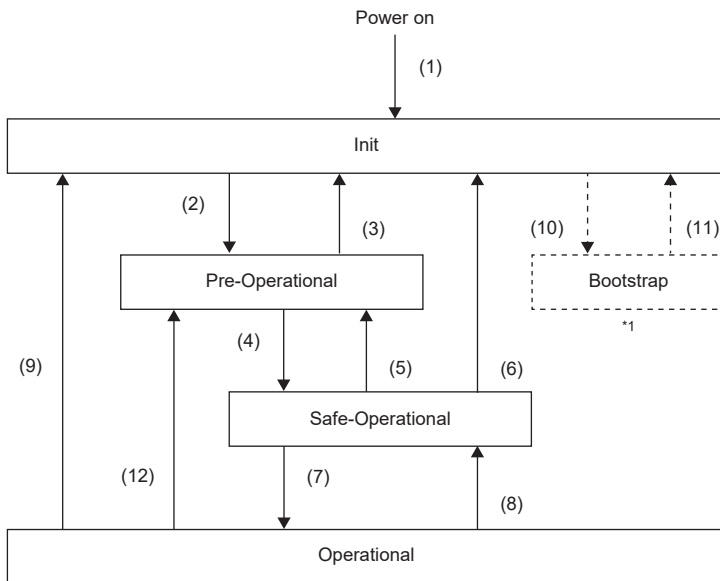 Power on
(1)
Init
(2)
(3)
(10)
(11)
Pre-Operational
Bootstrap
*1
(4)
(9)
(5)
(6)
Safe-Operational
(12)
(7)
(8)
Operational